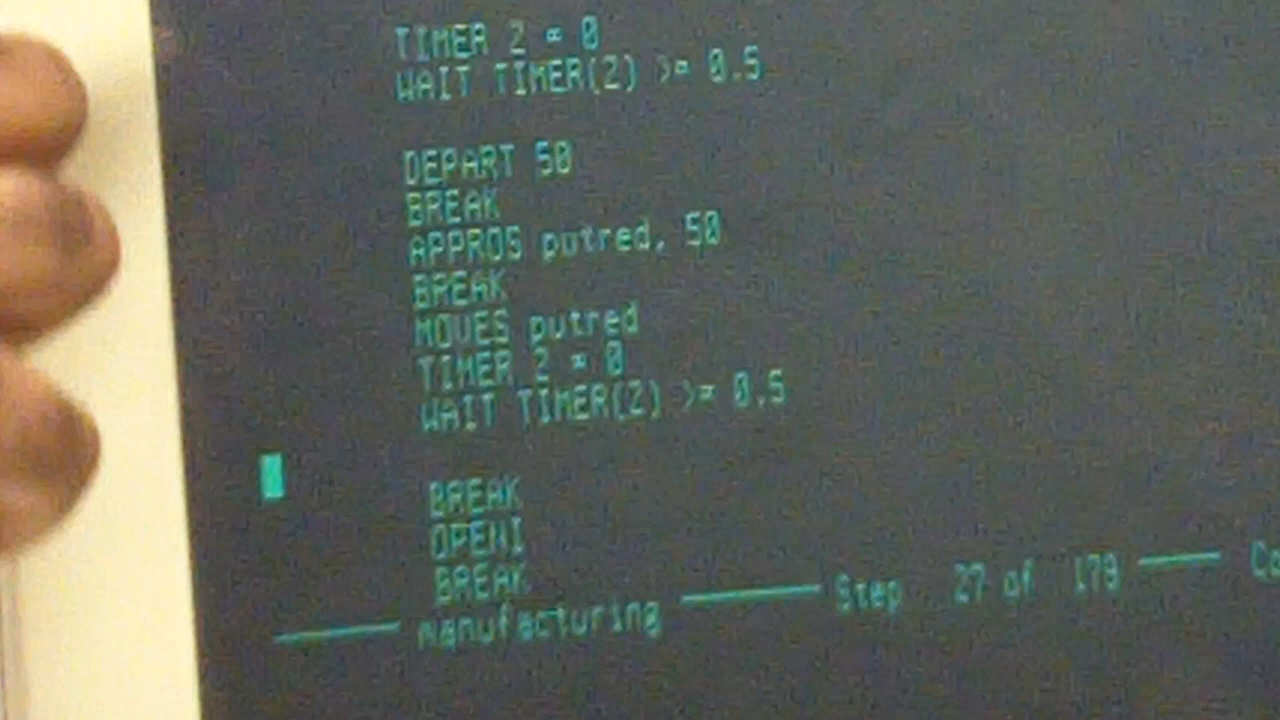 TIMER 2 = 0
WAIT TIMER(2) >= 0.5
DEPART 50
BREAK
APPROS putred, 50
BREAK
MOVES putred
TIMER 2 = 0
WAIT TIMER(2) >= 0.5
BREAK
OPENI
BREAK
manufacturing Step 27 of 179